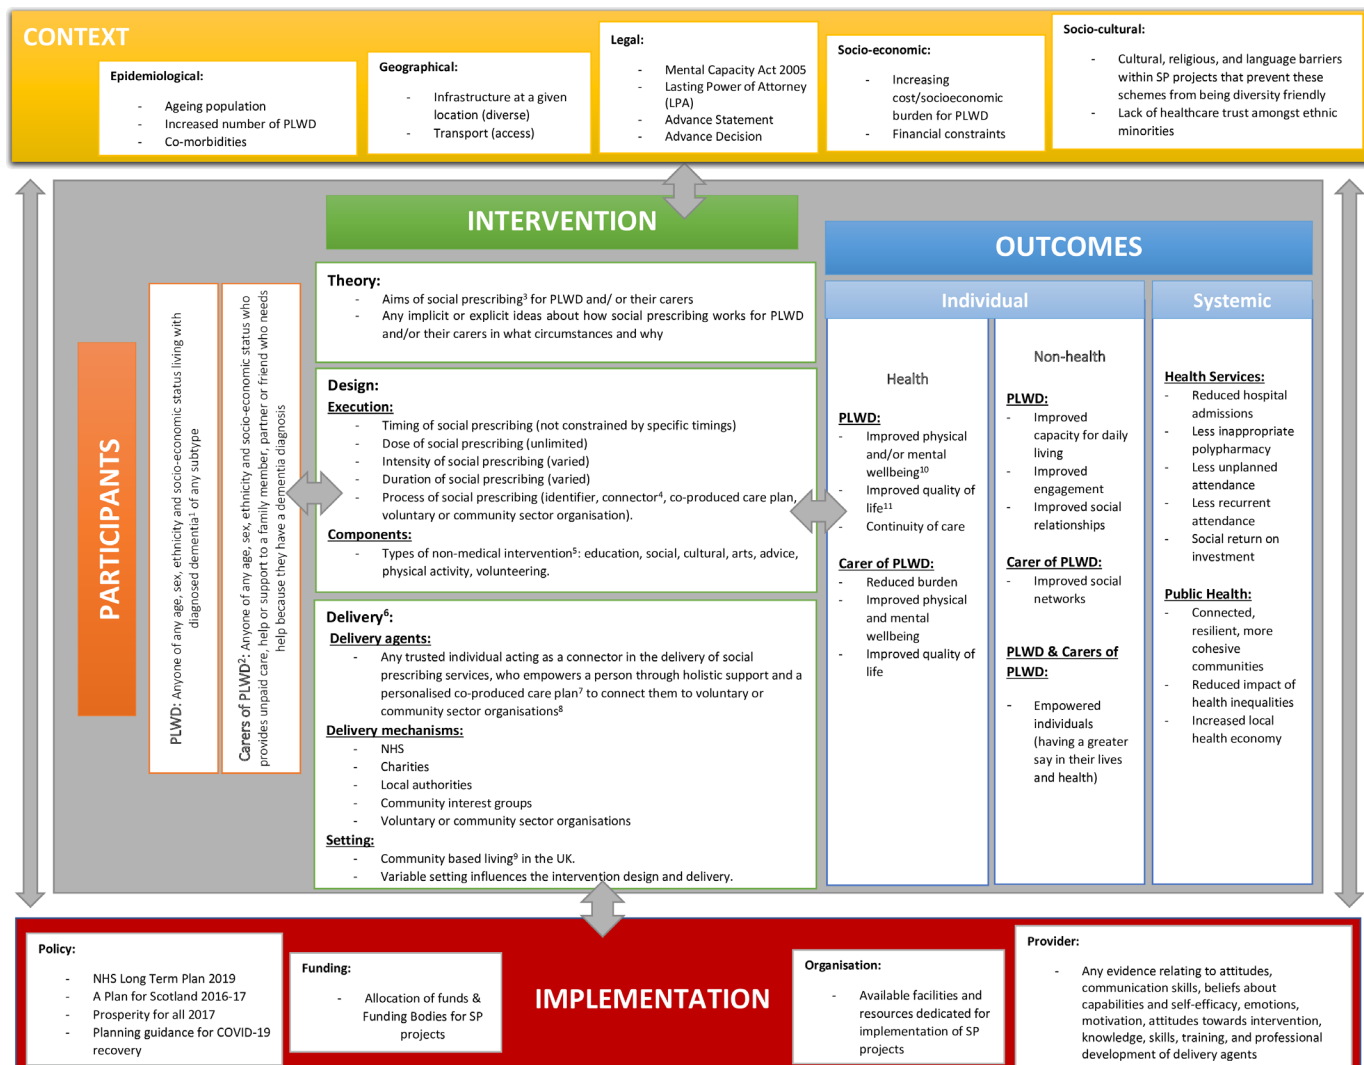 CONTEXT
Epidemiological:
- Ageing population
- Increased number of PLWD
- Co-morbidities
Geographical:
- Infrastructure at a given
location (diverse)
- Transport (access)
Legal:
- Mental Capacity Act 2005
- Lasting Power of Attorney
(LPA)
- Advance Statement
- Advance Decision
Socio-economic:
- Increasing
cost/socioeconomic
burden for PLWD
- Financial constraints
Socio-cultural:
- Cultural, religious, and language barriers
within SP projects that prevent these
schemes from being diversity friendly
- Lack of healthcare trust amongst ethnic
minorities
PARTICIPANTS
PLWD: Anyone of any age, sex, ethnicity and socio-economic status living with
diagnosed dementia¹ of any subtype
Carers of PLWD²: Anyone of any age, sex, ethnicity and socio-economic status who
provides unpaid care, help or support to a family member, partner or friend who needs
help because they have a dementia diagnosis
INTERVENTION
Theory:
- Aims of social prescribing³ for PLWD and/ or their carers
- Any implicit or explicit ideas about how social prescribing works for PLWD
and/or their carers in what circumstances and why
Design:
Execution:
- Timing of social prescribing (not constrained by specific timings)
- Dose of social prescribing (unlimited)
- Intensity of social prescribing (varied)
- Duration of social prescribing (varied)
- Process of social prescribing (identifier, connector⁴, co-produced care plan,
voluntary or community sector organisation).
Components:
- Types of non-medical intervention⁵: education, social, cultural, arts, advice,
physical activity, volunteering.
Delivery⁶:
Delivery agents:
- Any trusted individual acting as a connector in the delivery of social
prescribing services, who empowers a person through holistic support and a
personalised co-produced care plan⁷ to connect them to voluntary or
community sector organisations⁸
Delivery mechanisms:
- NHS
- Charities
- Local authorities
- Community interest groups
- Voluntary or community sector organisations
Setting:
- Community based living⁹ in the UK.
- Variable setting influences the intervention design and delivery.
OUTCOMES
Individual
Health
PLWD:
- Improved physical
and/or mental
wellbeing¹⁰
- Improved quality of
life¹¹
- Continuity of care
Carer of PLWD:
- Reduced burden
- Improved physical
and mental
wellbeing
- Improved quality of
life
Non-health
PLWD:
- Improved
capacity for daily
living
- Improved
engagement
- Improved social
relationships
Carer of PLWD:
- Improved social
networks
PLWD & Carers of
PLWD:
- Empowered
individuals
(having a greater
say in their lives
and health)
Systemic
Health Services:
- Reduced hospital
admissions
- Less inappropriate
polypharmacy
- Less unplanned
attendance
- Less recurrent
attendance
- Social return on
investment
Public Health:
- Connected,
resilient, more
cohesive
communities
- Reduced impact of
health inequalities
- Increased local
health economy
Policy:
- NHS Long Term Plan 2019
- A Plan for Scotland 2016-17
- Prosperity for all 2017
- Planning guidance for COVID-19
recovery
Funding:
- Allocation of funds &
Funding Bodies for SP
projects
IMPLEMENTATION
Organisation:
- Available facilities and
resources dedicated for
implementation of SP
projects
Provider:
- Any evidence relating to attitudes,
communication skills, beliefs about
capabilities and self-efficacy, emotions,
motivation, attitudes towards intervention,
knowledge, skills, training, and professional
development of delivery agents